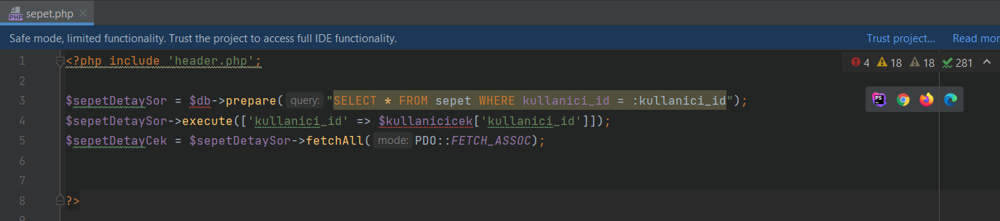 sepet.php
Safe mode, limited functionality. Trust the project to access full IDE functionality. Trust project... Read mor
1 <?php include 'header.php';
4 18 18 281
2
3 $sepetDetaySor = $db->prepare( query: "SELECT * FROM sepet WHERE kullanici_id = :kullanici_id");
4 $sepetDetaySor->execute(['kullanici_id' => $kullanicicek['kullanici_id']]);
5 $sepetDetayCek = $sepetDetaySor->fetchAll( mode: PDO::FETCH_ASSOC);
6
7
8 ?>